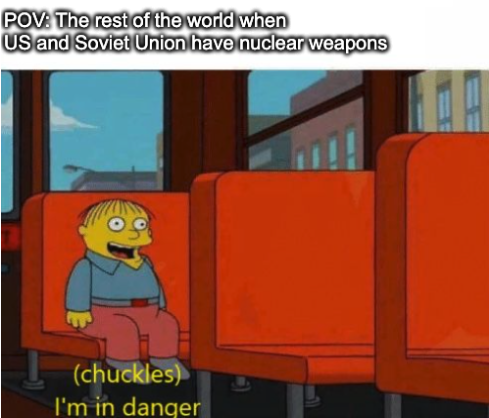 POV: The rest of the world when
US and Soviet Union have nuclear weapons
(chuckles)
I'm in danger